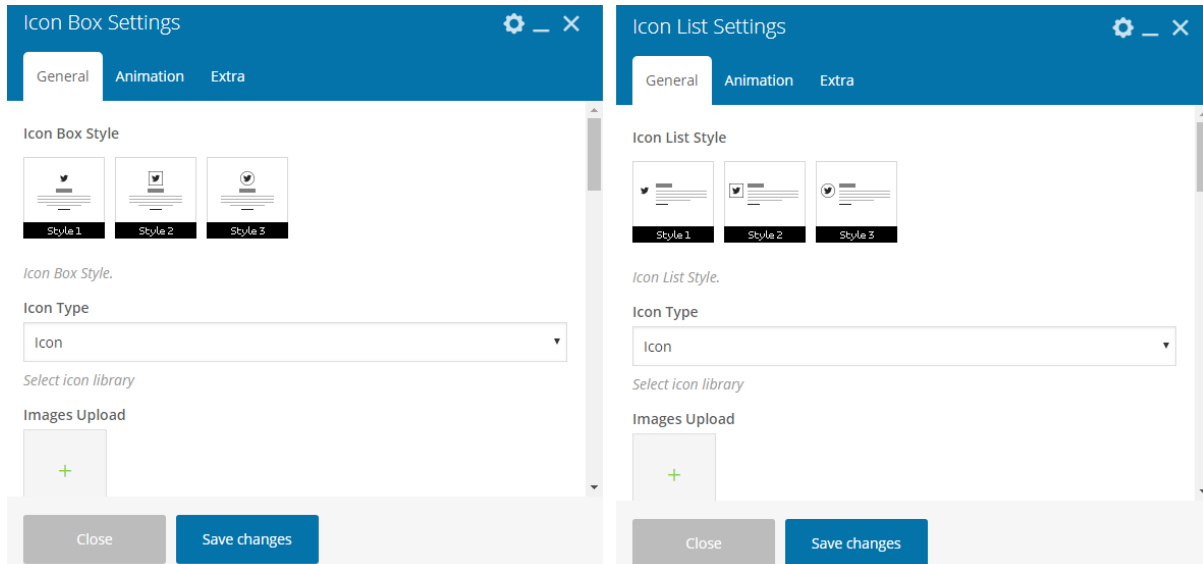 Icon Box Settings
General Animation Extra
Icon Box Style
Style 1 Style 2 Style 3
Icon Box Style.
Icon Type
Icon
Select icon library
Images Upload
+
Close Save changes
Icon List Settings
General Animation Extra
Icon List Style
Style 1 Style 2 Style 3
Icon List Style.
Icon Type
Icon
Select icon library
Images Upload
+
Close Save changes